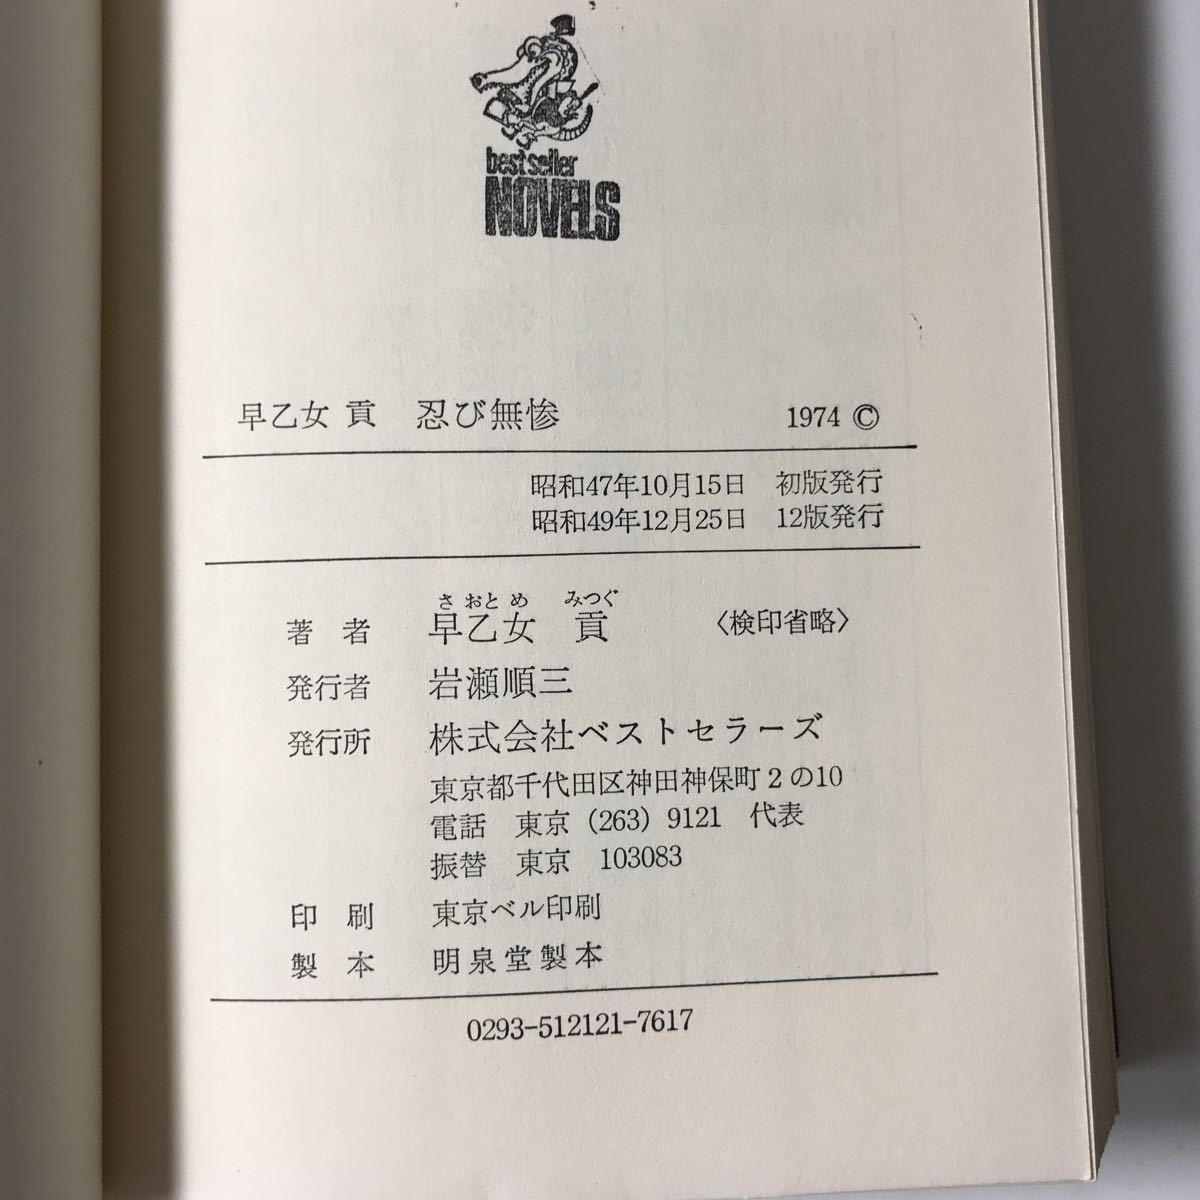 best seller
NOVELS
早乙女 貢 忍び無惨 1974 ©
昭和47年10月15日 初版発行
昭和49年12月25日 12版発行
さおとめ みつぐ
著者 早乙女 貢 〈検印省略〉
発行者 岩瀬順三
発行所 株式会社ベストセラーズ
東京都千代田区神田神保町2の10
電話 東京 (263) 9121 代表
振替 東京 103083
印刷 東京ベル印刷
製本 明泉堂製本
0293-512121-7617